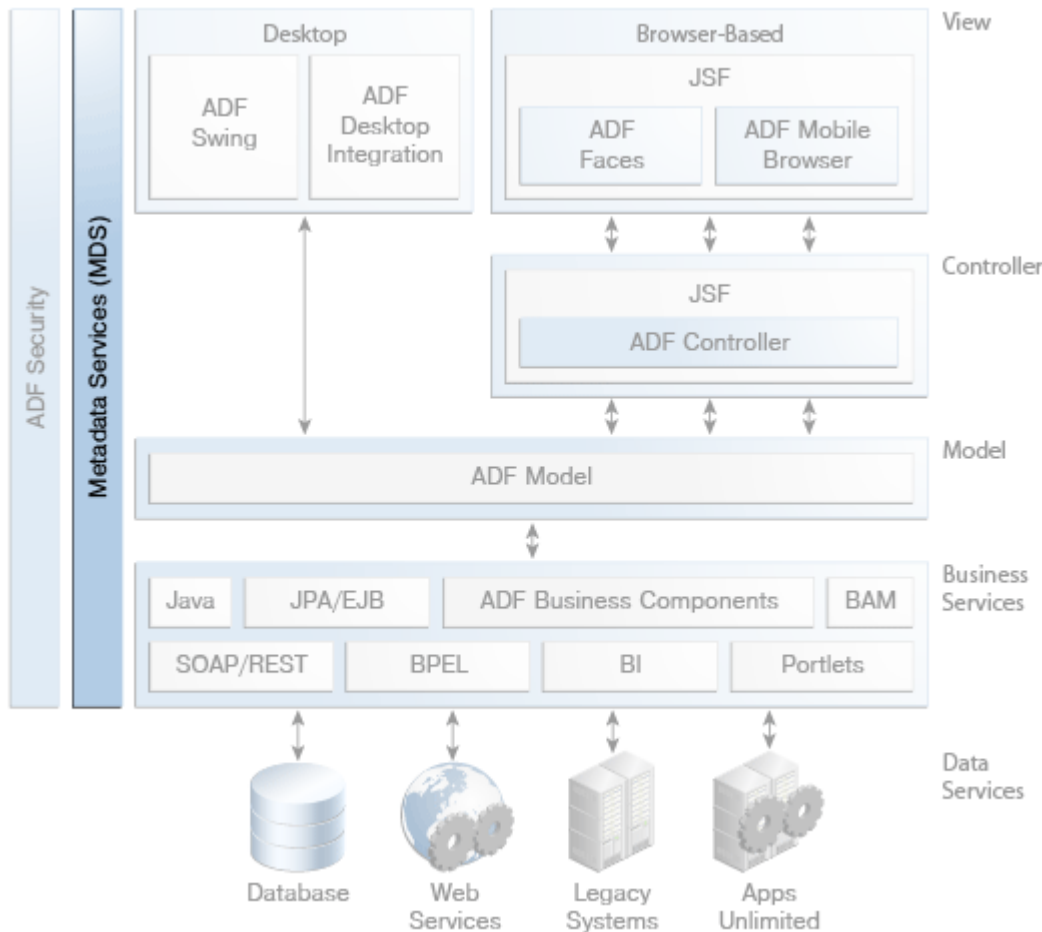 Desktop
Browser-Based
View
ADF
Swing
ADF
Desktop
Integration
JSF
ADF
Faces
ADF Mobile
Browser
Controller
JSF
ADF Controller
ADF Security
Metadata Services (MDS)
Model
ADF Model
Business
Services
Java
JPA/EJB
ADF Business Components
BAM
SOAP/REST
BPEL
BI
Portlets
Data
Services
Database
Web
Services
Legacy
Systems
Apps
Unlimited